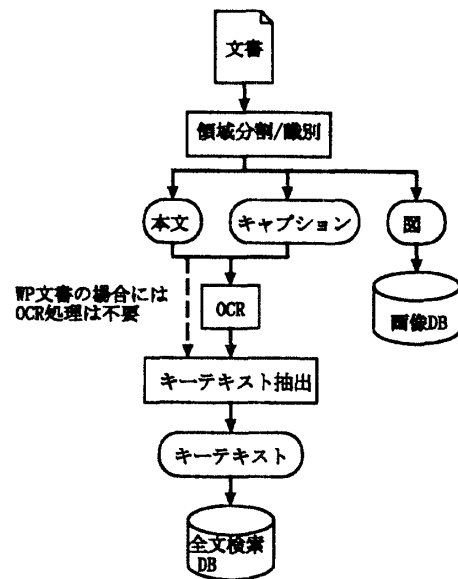 文書
領域分割/識別
本文
キャプション
図
WP文書の場合には
OCR処理は不要
OCR
画像DB
キーテキスト抽出
キーテキスト
全文検索
DB